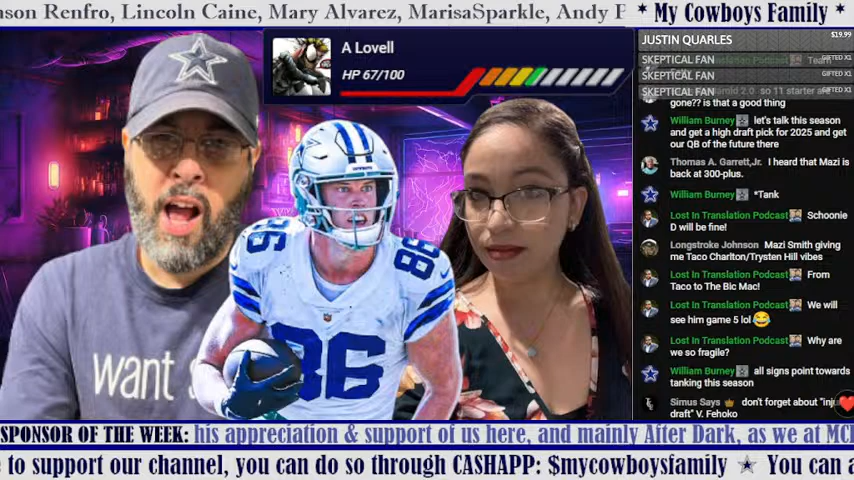 son Renfro, Lincoln Caine, Mary Alvarez, MarisaSparkle, Andy
* My Cowboys Family *
A Lovell
HP 67/100
JUSTIN QUARLES $19.99
SKEPTICAL FAN GIFTED X1
SKEPTICAL FAN GIFTED X1
SKEPTICAL FAN GIFTED X1
gone?? is that a good thing
William Burney let's talk this season
and get a high draft pick for 2025 and get
our QB of the future there
Thomas A. Garrett,Jr. I heard that Mazi is
back at 300-plus.
William Burney *Tank
Lost In Translation Podcast Schoonie
D will be fine!
Longstroke Johnson Mazi Smith giving
me Taco Charlton/Trysten Hill vibes
Lost In Translation Podcast From
Taco to The Bic Mac!
Lost In Translation Podcast We will
see him game 5 lol
Lost In Translation Podcast Why are
we so fragile?
William Burney all signs point towards
tanking this season
Simus Says don't forget about "inj
draft" V. Fehoko
86
86
want
SPONSOR OF THE WEEK: his appreciation & support of us here, and mainly After Dark, as we at MC
e to support our channel, you can do so through CASHAPP: $mycowboysfamily ★ You can a